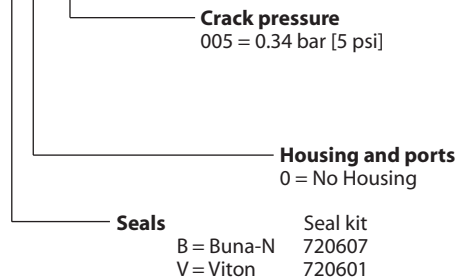 Crack pressure
005 = 0.34 bar [5 psi]
Housing and ports
0 = No Housing
Seals Seal kit
B = Buna-N 720607
V = Viton 720601